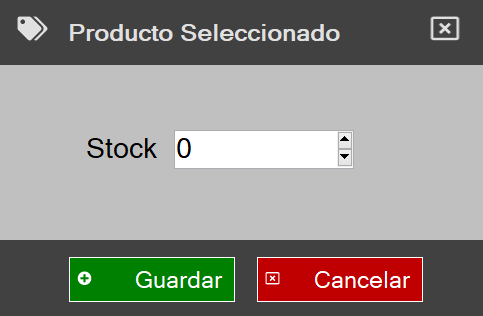 Producto Seleccionado
Stock 0
Guardar Cancelar